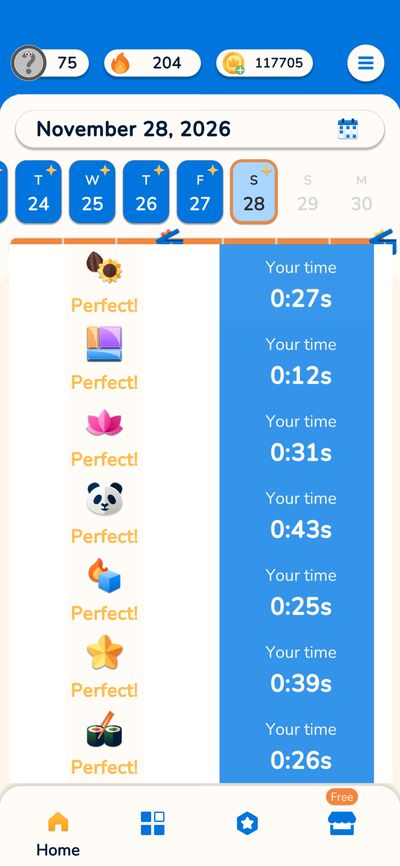 ? 75 204 117705
November 28, 2026
T W T F S S M
24 25 26 27 28 29 30
Your time
Perfect! 0:27s
Your time
Perfect! 0:12s
Your time
Perfect! 0:31s
Your time
Perfect! 0:43s
Your time
Perfect! 0:25s
Your time
Perfect! 0:39s
Your time
Perfect! 0:26s
Free
Home